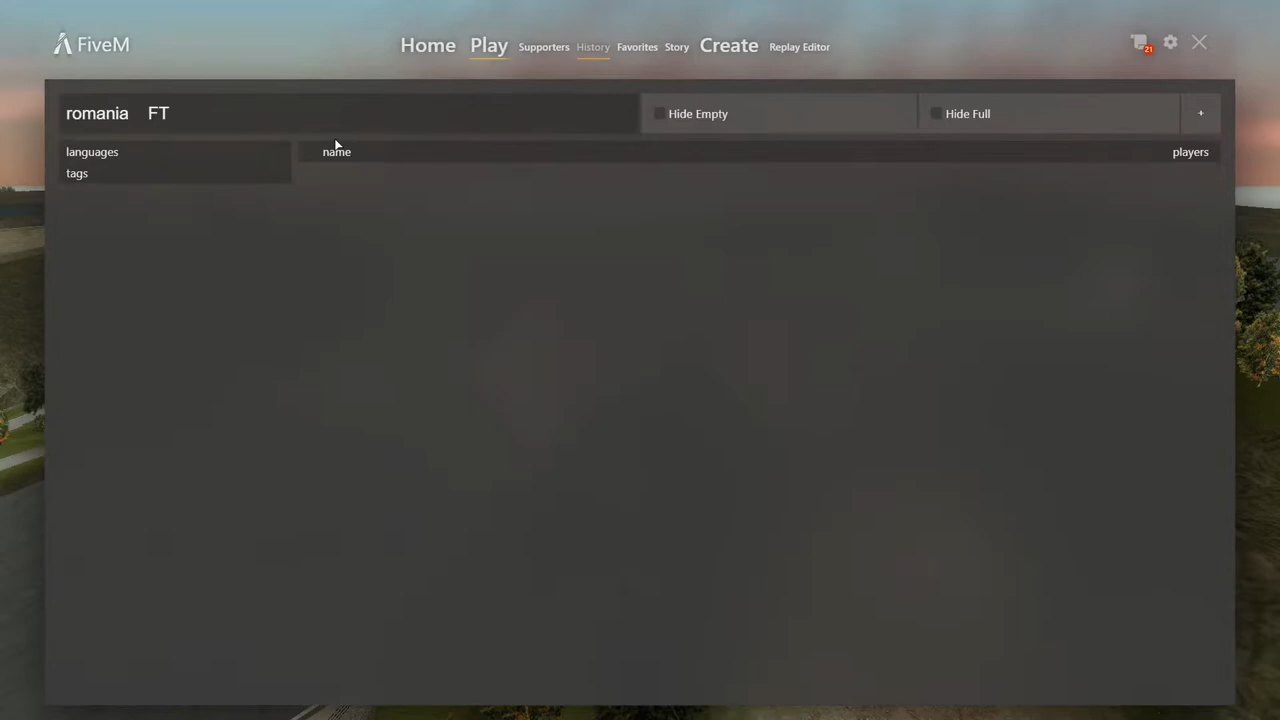 FiveM
Home Play Supporters History Favorites Story Create Replay Editor
21
romania FT
Hide Empty
Hide Full
+
languages
name
players
tags